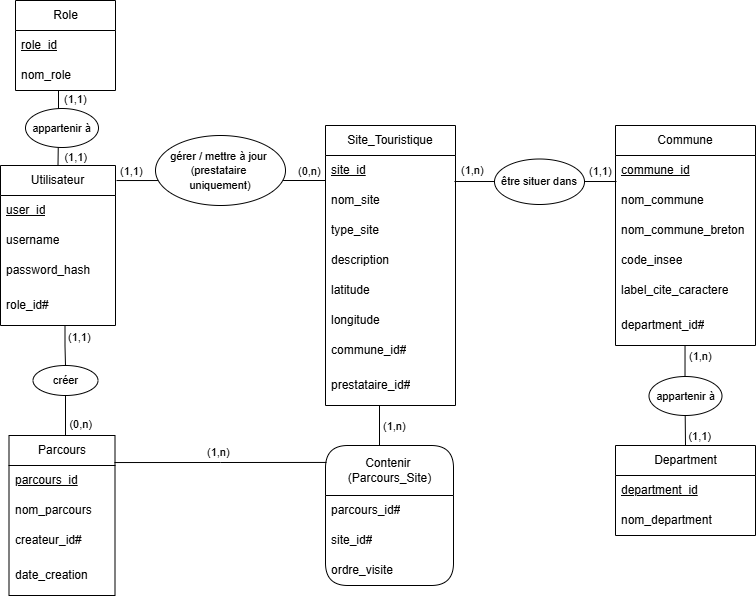 Role
role_id
nom_role
(1,1)
appartenir à
(1,1)
Utilisateur
user_id
username
password_hash
role_id#
(1,1)
gérer / mettre à jour
(prestataire
uniquement)
(0,n)
Site_Touristique
site_id
nom_site
type_site
description
latitude
longitude
commune_id#
prestataire_id#
(1,n)
être situer dans
(1,1)
Commune
commune_id
nom_commune
nom_commune_breton
code_insee
label_cite_caractere
department_id#
(1,n)
appartenir à
(1,1)
Department
department_id
nom_department
(1,1)
créer
(0,n)
Parcours
parcours_id
nom_parcours
createur_id#
date_creation
(1,n)
(1,n)
Contenir
(Parcours_Site)
parcours_id#
site_id#
ordre_visite